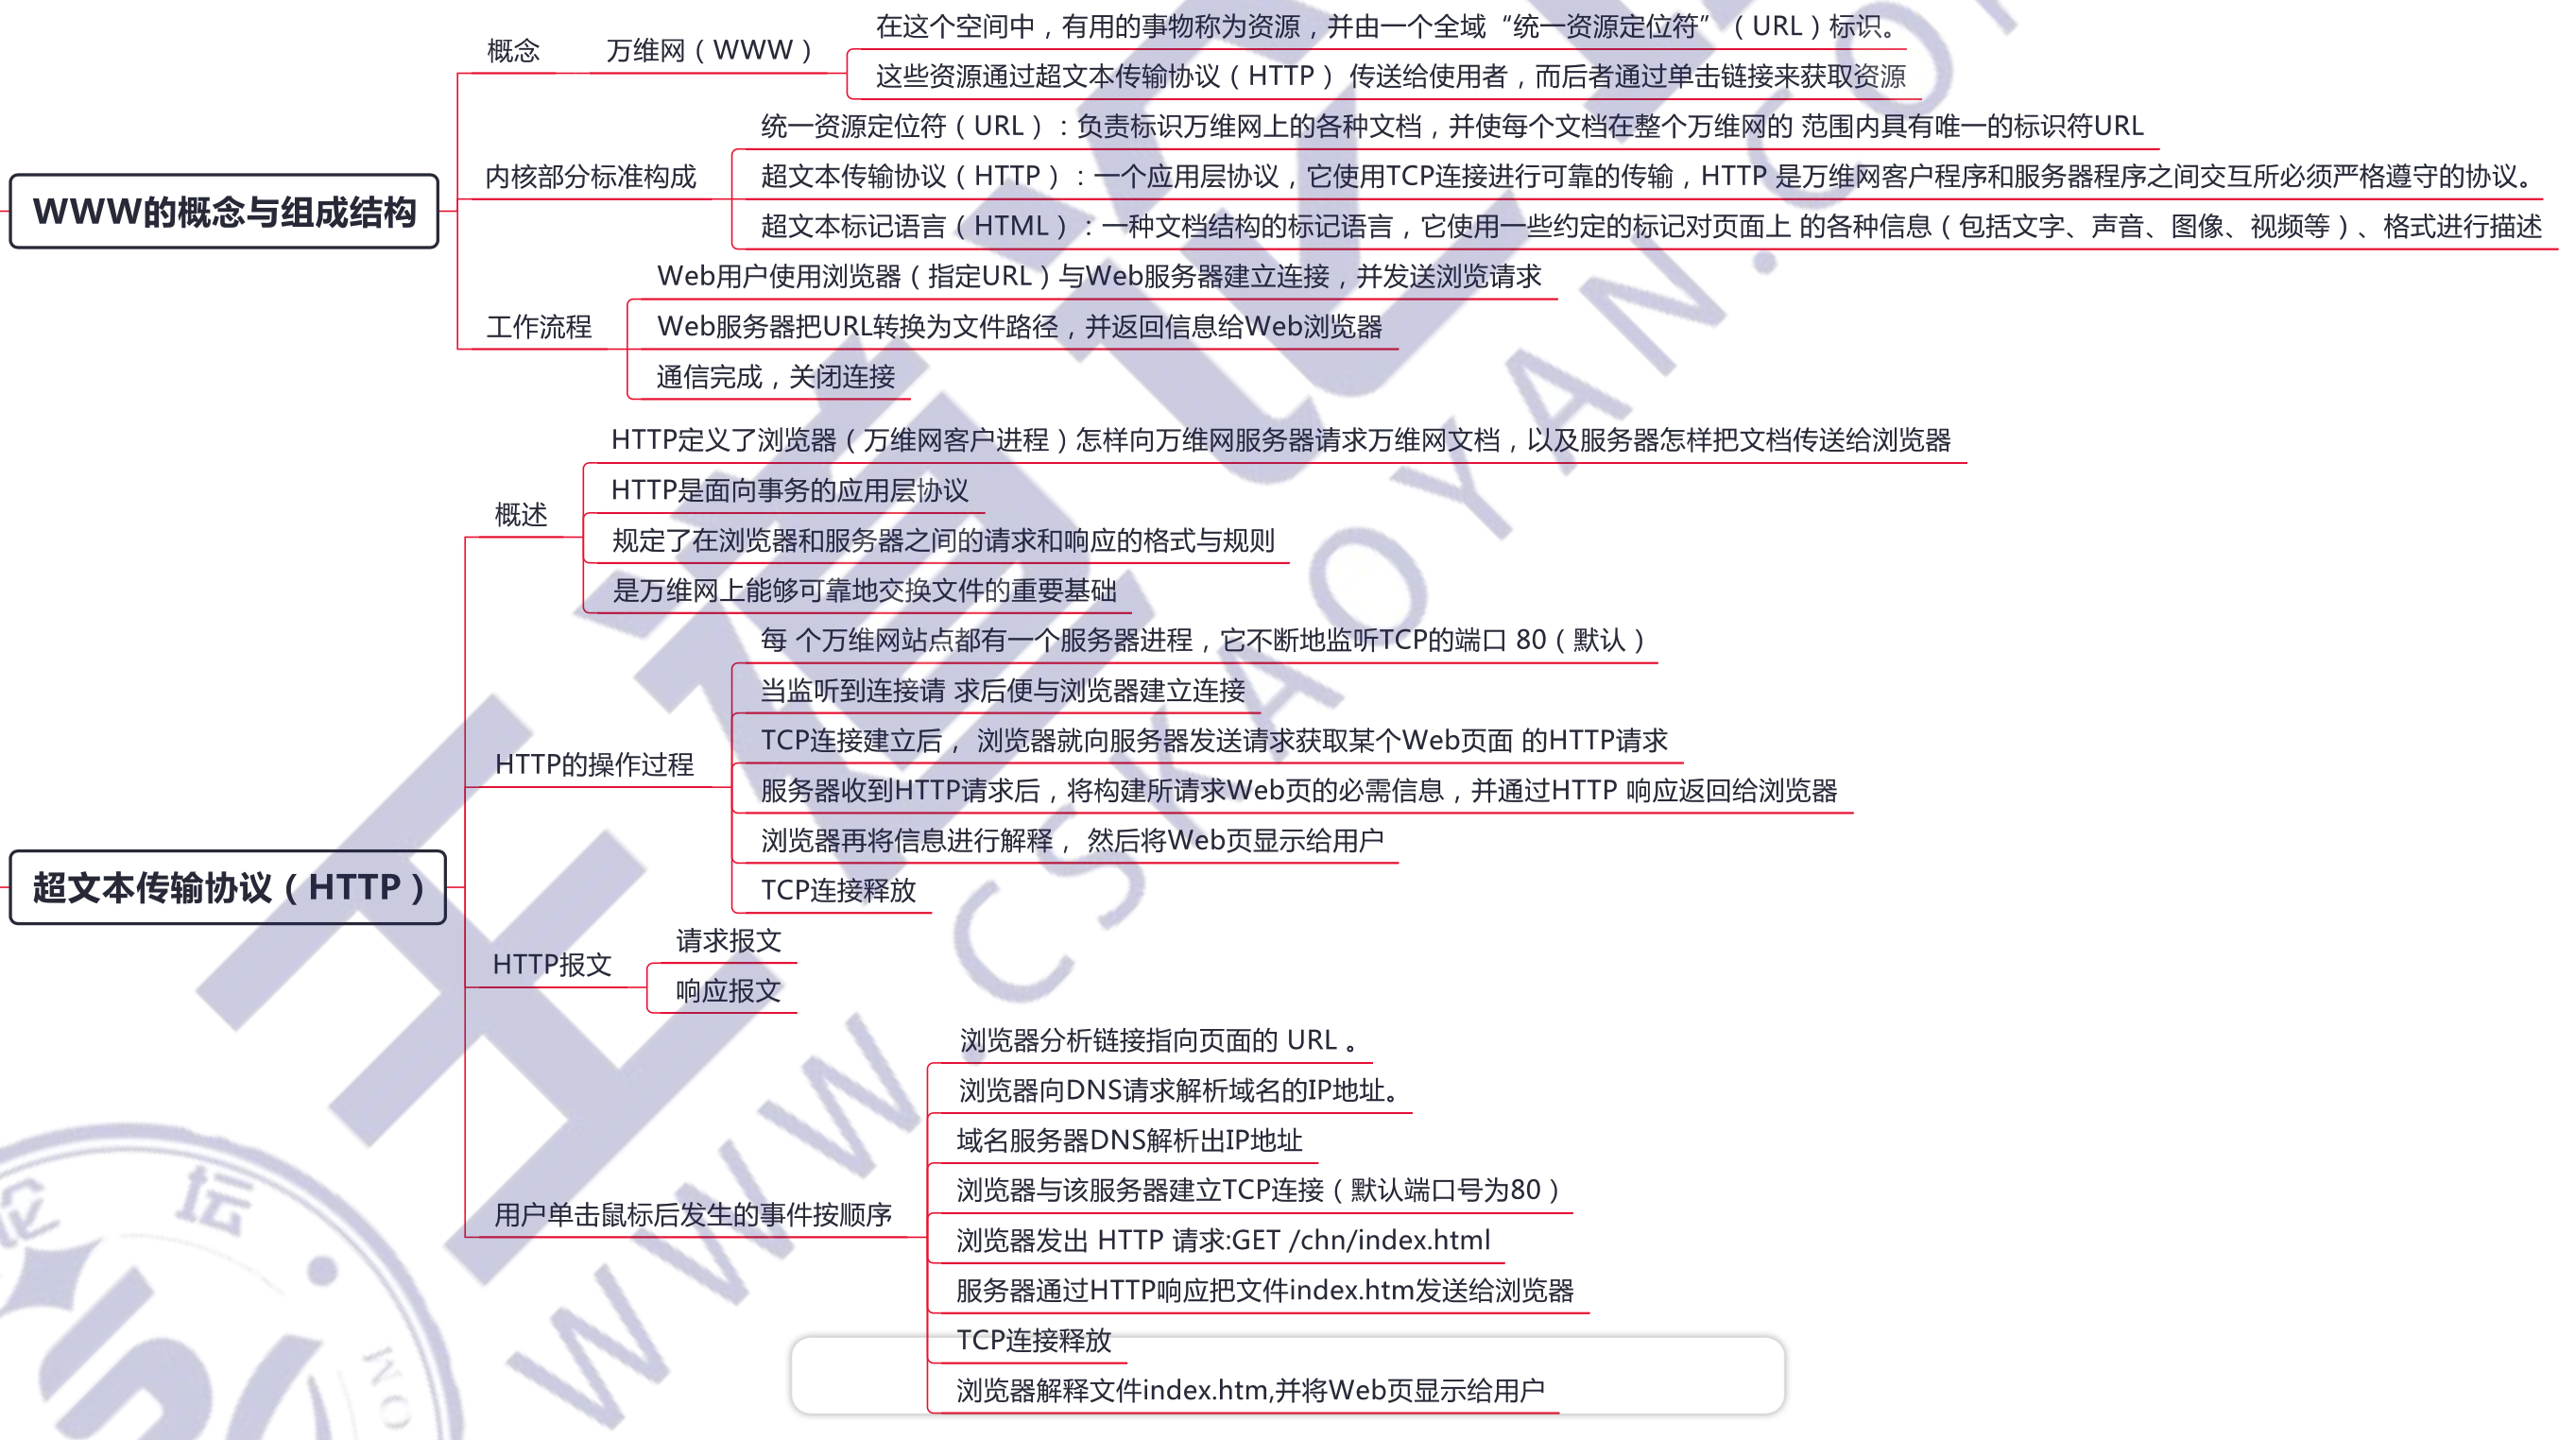 在这个空间中，有用的事物称为资源，并由一个全域“统一资源定位符”（URL）标识。
概念
万维网（WWW）
这些资源通过超文本传输协议（HTTP） 传送给使用者，而后者通过单击链接来获取资源
统一资源定位符（URL）：负责标识万维网上的各种文档，并使每个文档在整个万维网的 范围内具有唯一的标识符URL
内核部分标准构成
超文本传输协议（HTTP）：一个应用层协议，它使用TCP连接进行可靠的传输，HTTP 是万维网客户程序和服务器程序之间交互所必须严格遵守的协议。
WWW的概念与组成结构
超文本标记语言（HTML）：一种文档结构的标记语言，它使用一些约定的标记对页面上 的各种信息（包括文字、声音、图像、视频等）、格式进行描述
Web用户使用浏览器（指定URL）与Web服务器建立连接，并发送浏览请求
工作流程
Web服务器把URL转换为文件路径，并返回信息给Web浏览器
通信完成，关闭连接
HTTP定义了浏览器（万维网客户进程）怎样向万维网服务器请求万维网文档，以及服务器怎样把文档传送给浏览器
HTTP是面向事务的应用层协议
概述
规定了在浏览器和服务器之间的请求和响应的格式与规则
是万维网上能够可靠地交换文件的重要基础
每 个万维网站点都有一个服务器进程，它不断地监听TCP的端口 80（默认）
当监听到连接请 求后便与浏览器建立连接
TCP连接建立后， 浏览器就向服务器发送请求获取某个Web页面 的HTTP请求
HTTP的操作过程
服务器收到HTTP请求后，将构建所请求Web页的必需信息，并通过HTTP 响应返回给浏览器
浏览器再将信息进行解释， 然后将Web页显示给用户
TCP连接释放
超文本传输协议（HTTP）
请求报文
HTTP报文
响应报文
浏览器分析链接指向页面的 URL 。
浏览器向DNS请求解析域名的IP地址。
域名服务器DNS解析出IP地址
浏览器与该服务器建立TCP连接（默认端口号为80）
用户单击鼠标后发生的事件按顺序
浏览器发出 HTTP 请求:GET /chn/index.html
服务器通过HTTP响应把文件index.htm发送给浏览器
TCP连接释放
浏览器解释文件index.htm,并将Web页显示给用户
王道论坛
WWW.CSKAOYAN.COM
论 坛